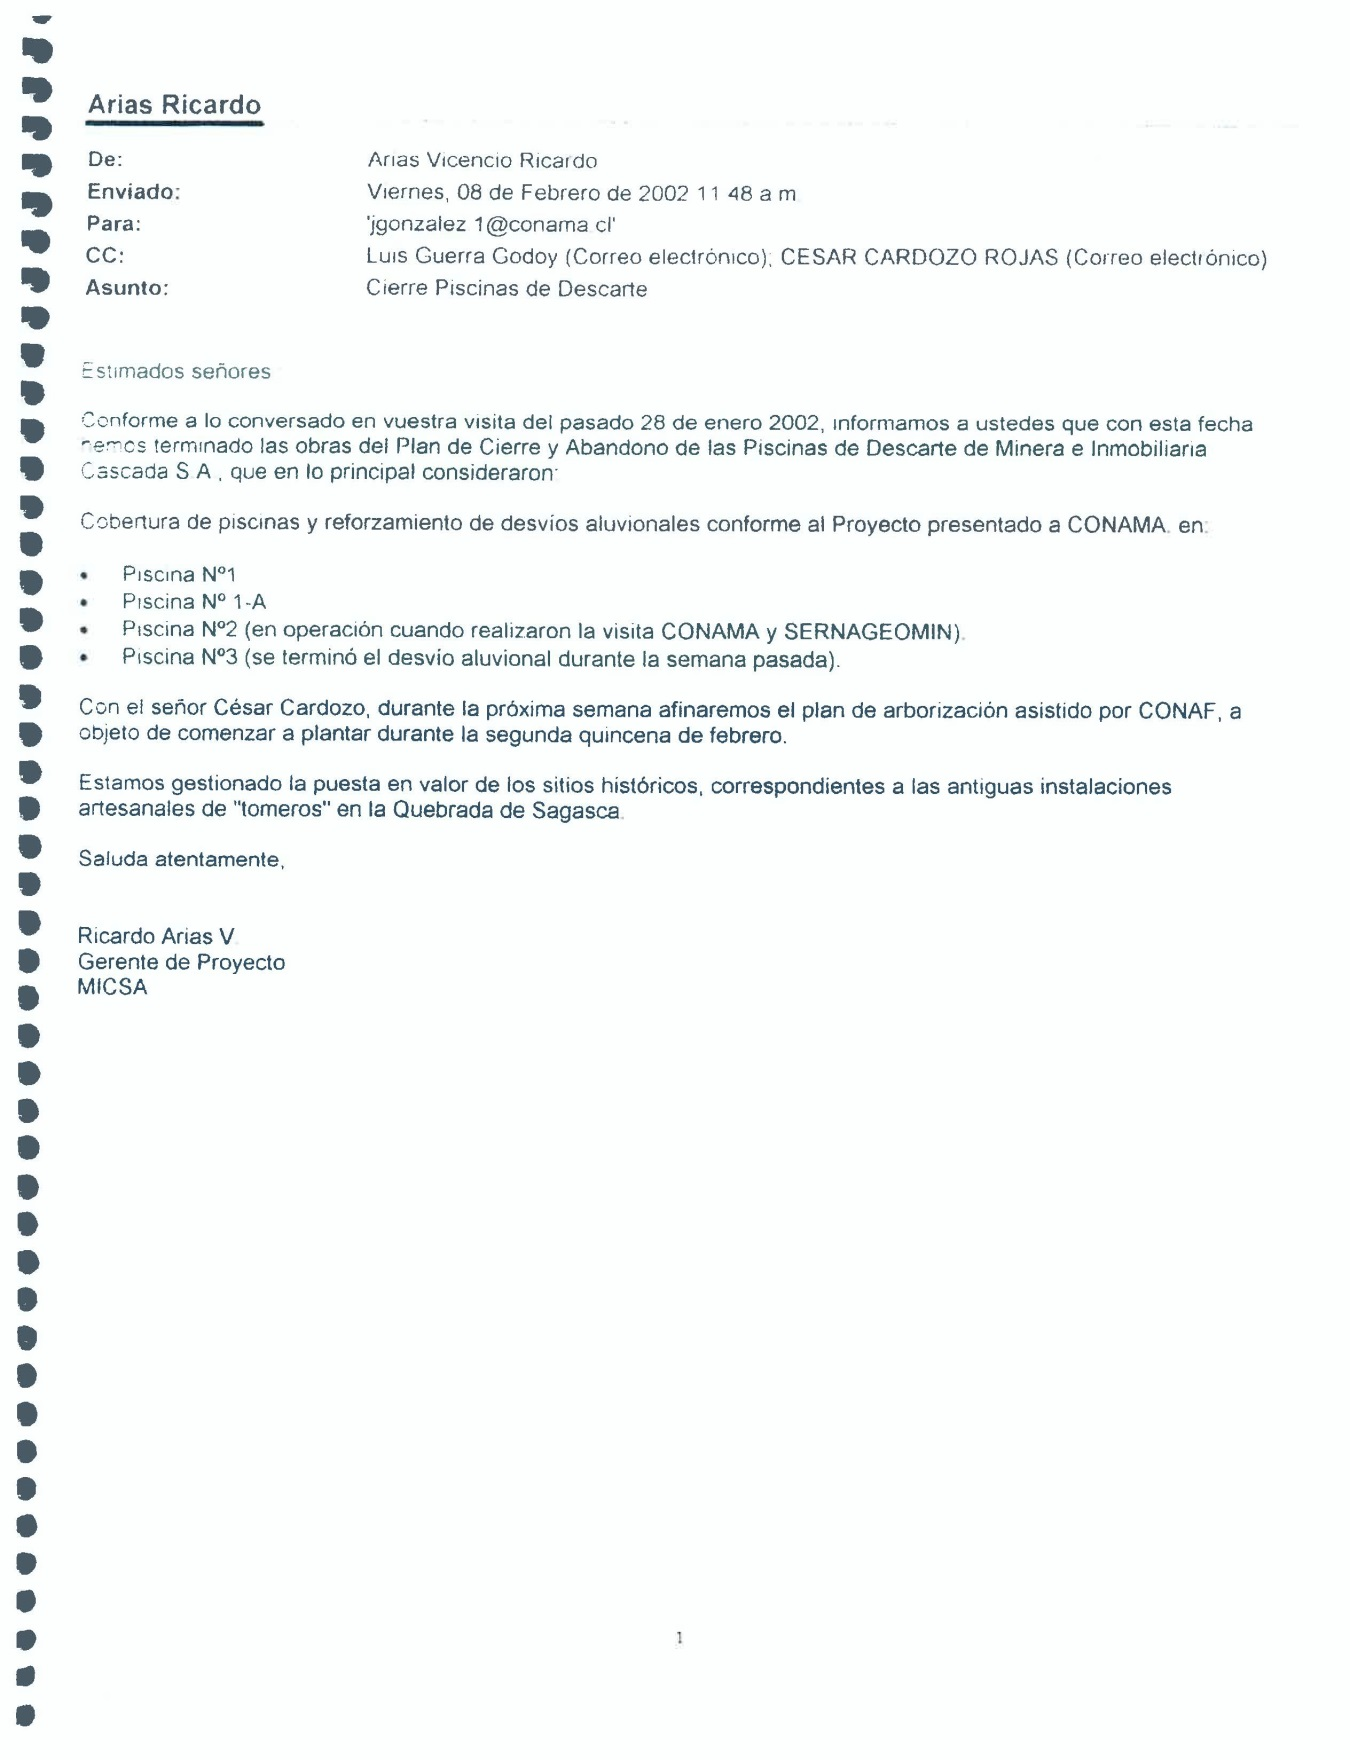 Arias Ricardo
De: Arias Vicencio Ricardo
Enviado: Viernes, 08 de Febrero de 2002 11 48 a m
Para: 'jgonzalez 1@conama cl'
CC: Luis Guerra Godoy (Correo electrónico); CESAR CARDOZO ROJAS (Correo electrónico)
Asunto: Cierre Piscinas de Descarte
Estimados señores
Conforme a lo conversado en vuestra visita del pasado 28 de enero 2002, informamos a ustedes que con esta fecha
hemos terminado las obras del Plan de Cierre y Abandono de las Piscinas de Descarte de Minera e Inmobiliaria
Cascada S A , que en lo principal consideraron:
Cobertura de piscinas y reforzamiento de desvíos aluvionales conforme al Proyecto presentado a CONAMA. en:
• Piscina Nº1
• Piscina Nº 1-A
• Piscina Nº2 (en operación cuando realizaron la visita CONAMA y SERNAGEOMIN).
• Piscina Nº3 (se terminó el desvío aluvional durante la semana pasada).
Con el señor César Cardozo, durante la próxima semana afinaremos el plan de arborización asistido por CONAF, a
objeto de comenzar a plantar durante la segunda quincena de febrero.
Estamos gestionado la puesta en valor de los sitios históricos, correspondientes a las antiguas instalaciones
artesanales de "tomeros" en la Quebrada de Sagasca.
Saluda atentamente,
Ricardo Arias V.
Gerente de Proyecto
MICSA
1